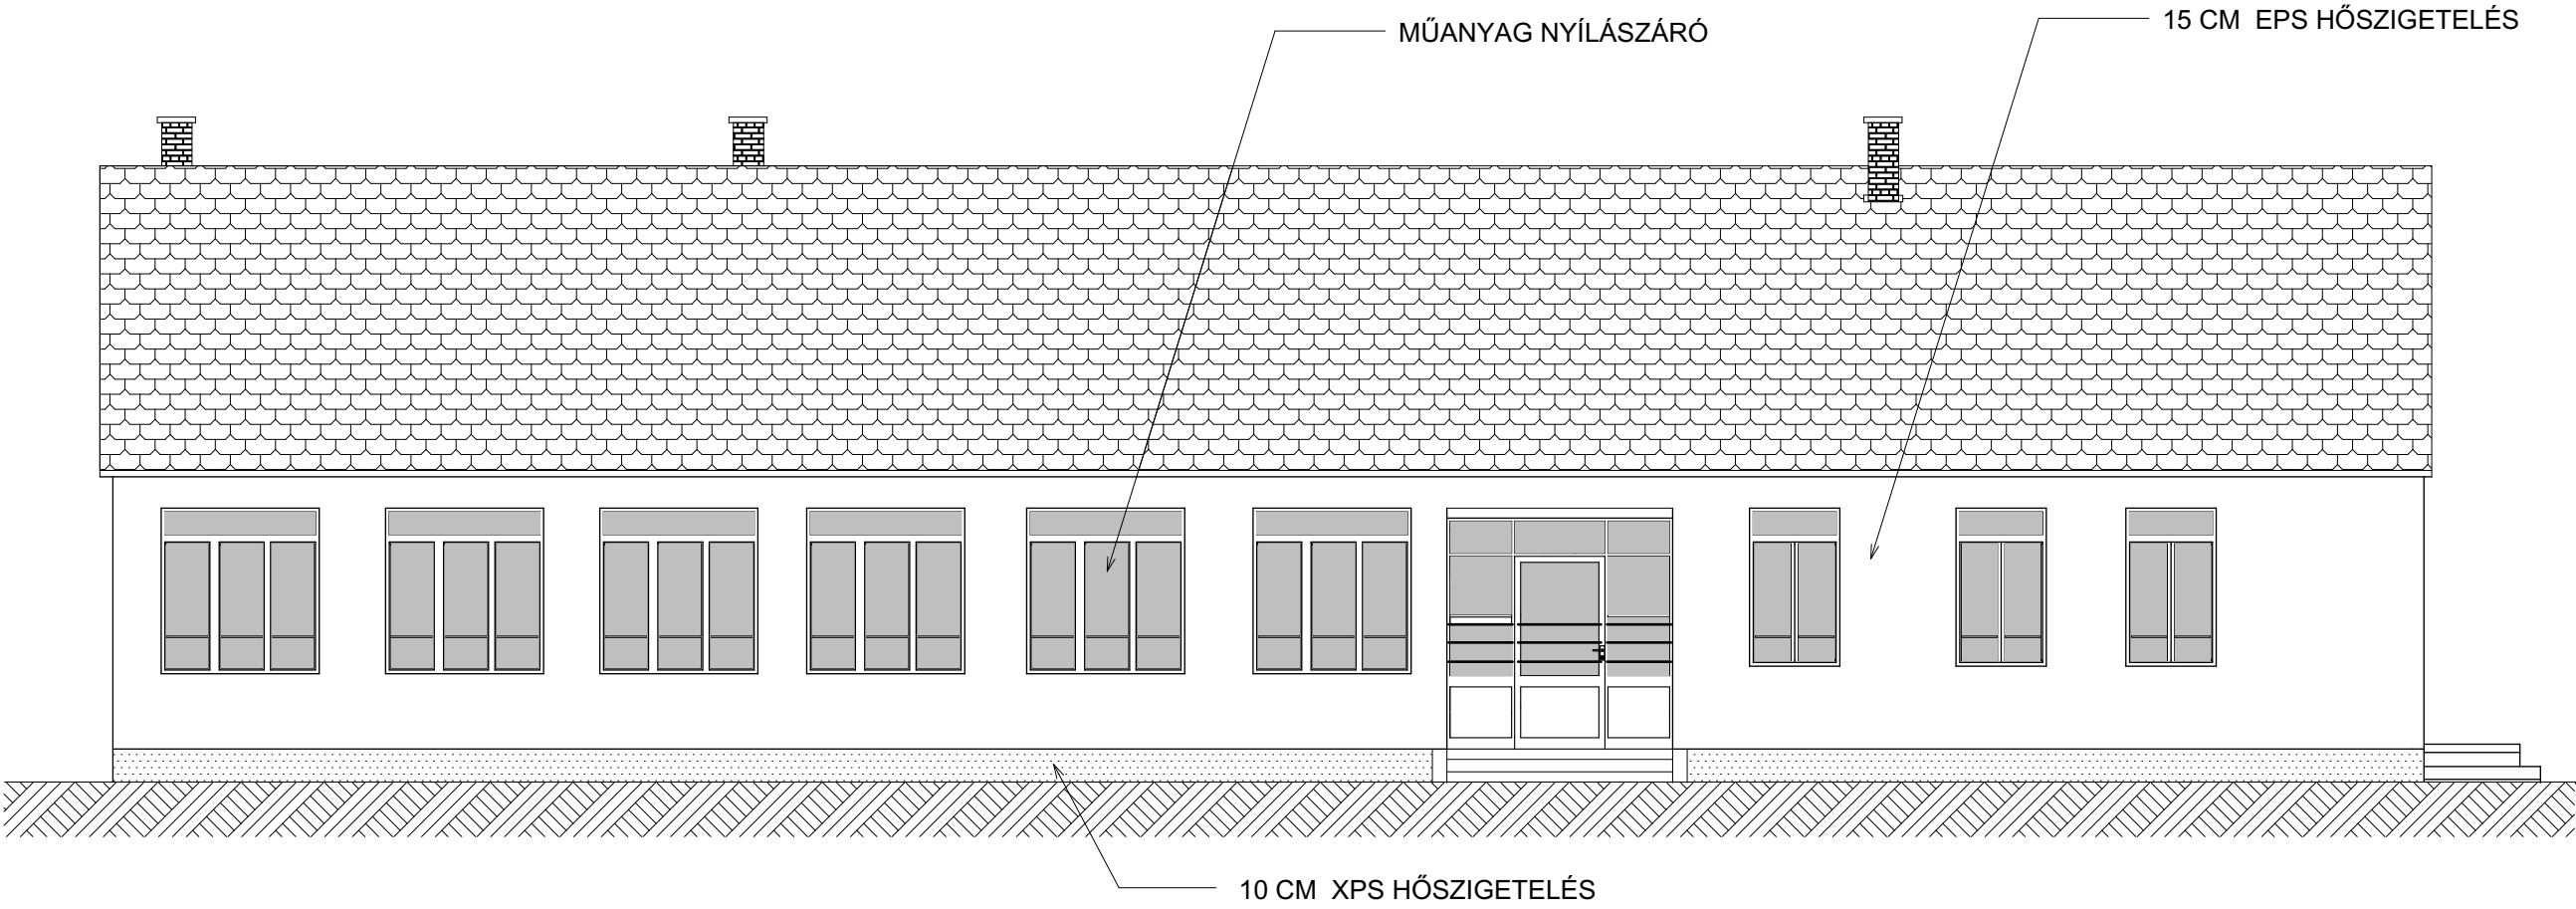 15 CM  EPS HŐSZIGETELÉS
MŰANYAG NYÍLÁSZÁRÓ
10 CM  XPS HŐSZIGETELÉS